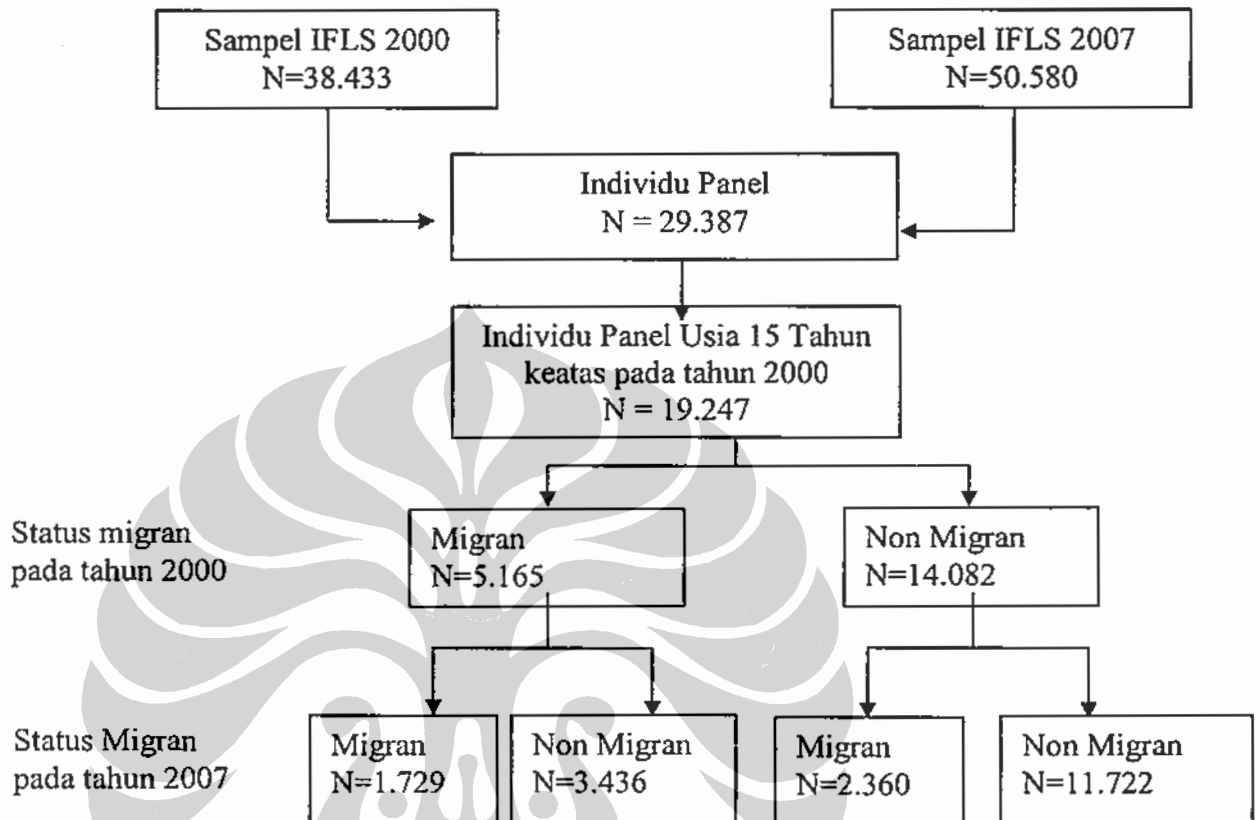 Sampel IFLS 2000
N=38.433
Sampel IFLS 2007
N=50.580
Individu Panel
N = 29.387
Individu Panel Usia 15 Tahun
keatas pada tahun 2000
N = 19.247
Status migran
pada tahun 2000
Migran
N=5.165
Non Migran
N=14.082
Status Migran
pada tahun 2007
Migran
N=1.729
Non Migran
N=3.436
Migran
N=2.360
Non Migran
N=11.722